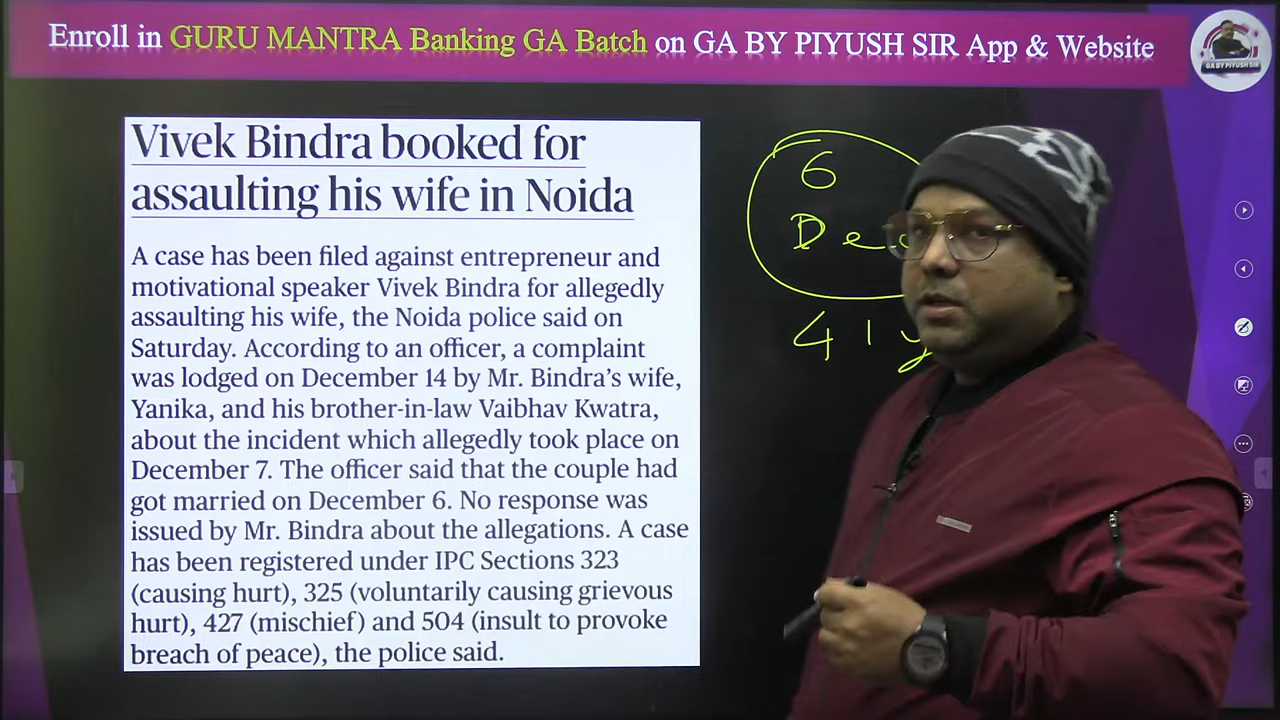 Enroll in GURU MANTRA Banking GA Batch on GA BY PIYUSH SIR App & Website
GA BY PIYUSH SIR
Vivek Bindra booked for
assaulting his wife in Noida
A case has been filed against entrepreneur and
motivational speaker Vivek Bindra for allegedly
assaulting his wife, the Noida police said on
Saturday. According to an officer, a complaint
was lodged on December 14 by Mr. Bindra’s wife,
Yanika, and his brother-in-law Vaibhav Kwatra,
about the incident which allegedly took place on
December 7. The officer said that the couple had
got married on December 6. No response was
issued by Mr. Bindra about the allegations. A case
has been registered under IPC Sections 323
(causing hurt), 325 (voluntarily causing grievous
hurt), 427 (mischief) and 504 (insult to provoke
breach of peace), the police said.
6
41